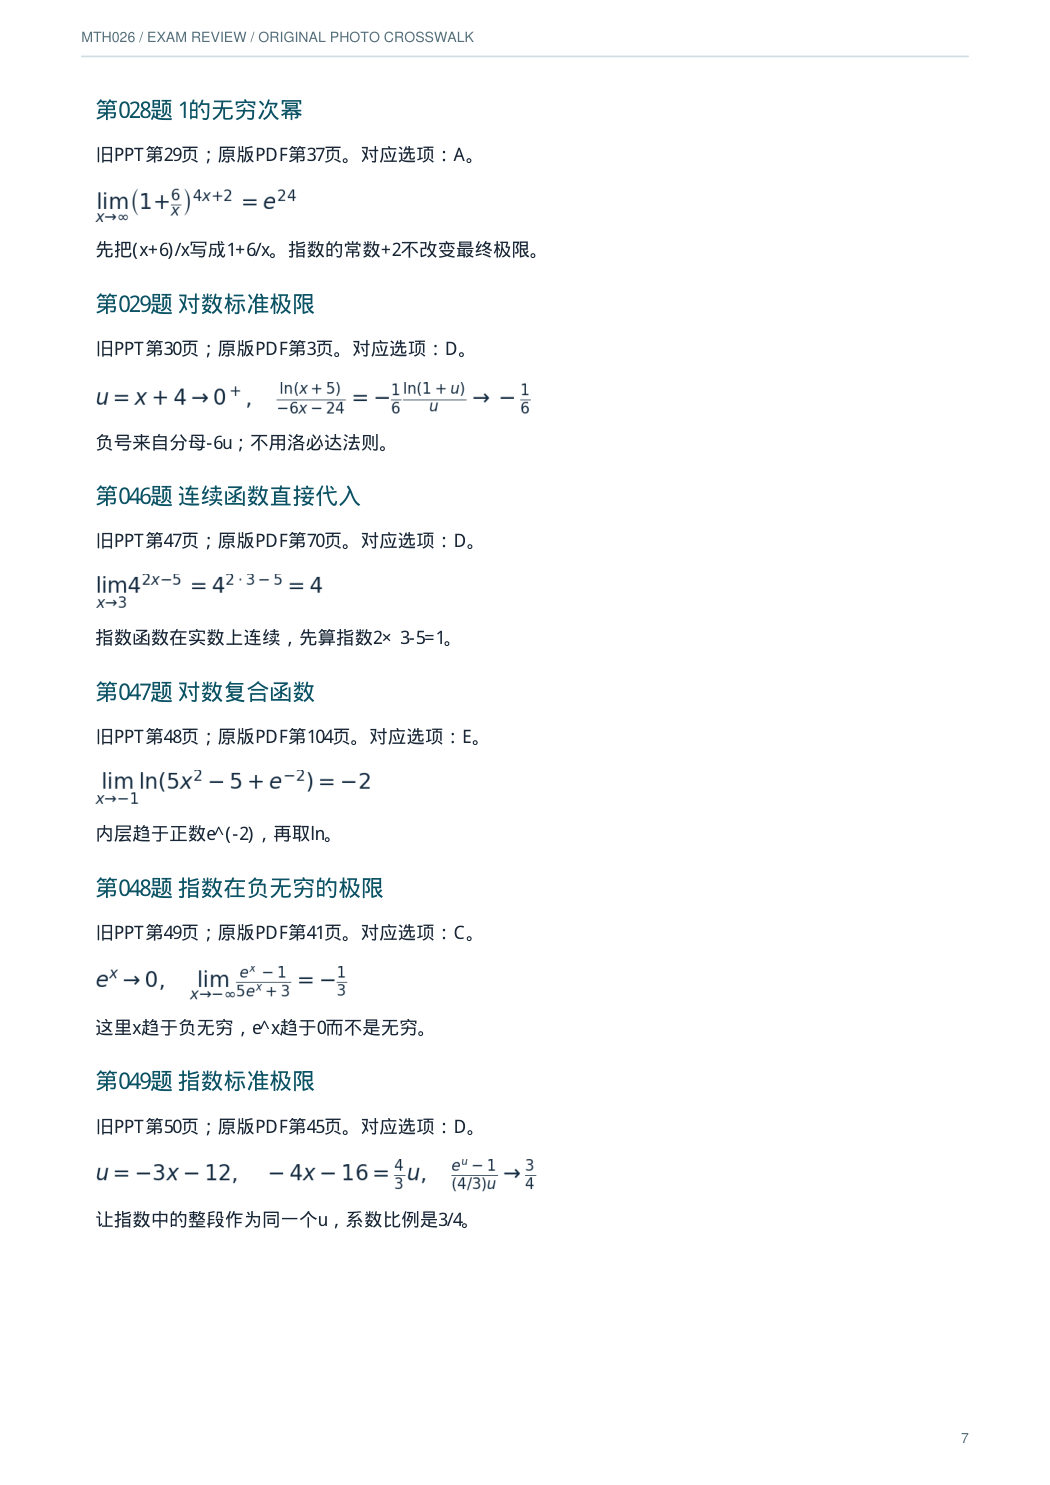 MTH026 / EXAM REVIEW / ORIGINAL PHOTO CROSSWALK
第028题 1的无穷次幂
旧PPT第29页；原版PDF第37页。对应选项：A。
lim_{x→∞} (1+6/x)^{4x+2} = e^{24}
先把(x+6)/x写成1+6/x。指数的常数+2不改变最终极限。
第029题 对数标准极限
旧PPT第30页；原版PDF第3页。对应选项：D。
u = x + 4 → 0^+, ln(x + 5)/(−6x − 24) = −1/6 ln(1 + u)/u → −1/6
负号来自分母-6u；不用洛必达法则。
第046题 连续函数直接代入
旧PPT第47页；原版PDF第70页。对应选项：D。
lim_{x→3} 4^{2x−5} = 4^{2·3−5} = 4
指数函数在实数上连续，先算指数2× 3-5=1。
第047题 对数复合函数
旧PPT第48页；原版PDF第104页。对应选项：E。
lim_{x→−1} ln(5x^2 − 5 + e^{−2}) = −2
内层趋于正数e^(-2)，再取ln。
第048题 指数在负无穷的极限
旧PPT第49页；原版PDF第41页。对应选项：C。
e^x → 0, lim_{x→−∞} (e^x − 1)/(5e^x + 3) = −1/3
这里x趋于负无穷，e^x趋于0而不是无穷。
第049题 指数标准极限
旧PPT第50页；原版PDF第45页。对应选项：D。
u = −3x − 12, −4x − 16 = 4/3 u, (e^u − 1)/((4/3)u) → 3/4
让指数中的整段作为同一个u，系数比例是3/4。
7